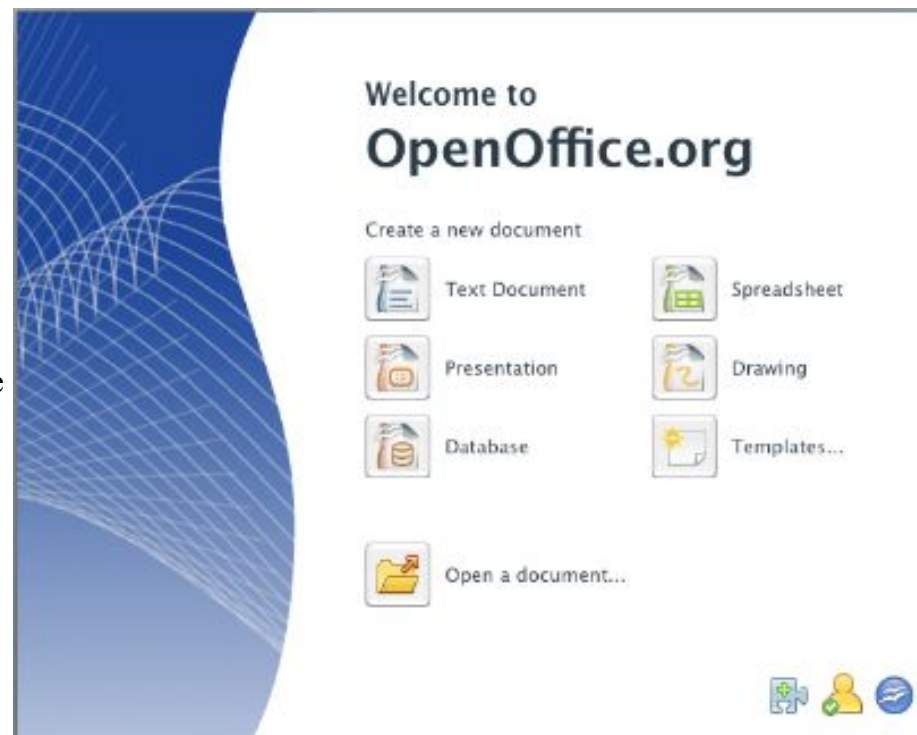 Welcome to
OpenOffice.org
Create a new document
Text Document Spreadsheet
Presentation Drawing
e
Database Templates...
Open a document...